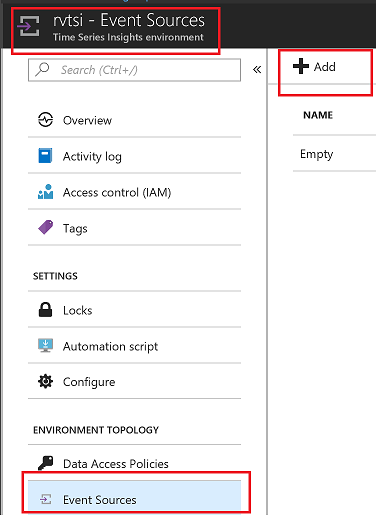 rvtsi - Event Sources
Time Series Insights environment
Search (Ctrl+/)
«
Add
Overview
Activity log
Access control (IAM)
Tags
SETTINGS
Locks
Automation script
Configure
ENVIRONMENT TOPOLOGY
Data Access Policies
Event Sources
NAME
Empty